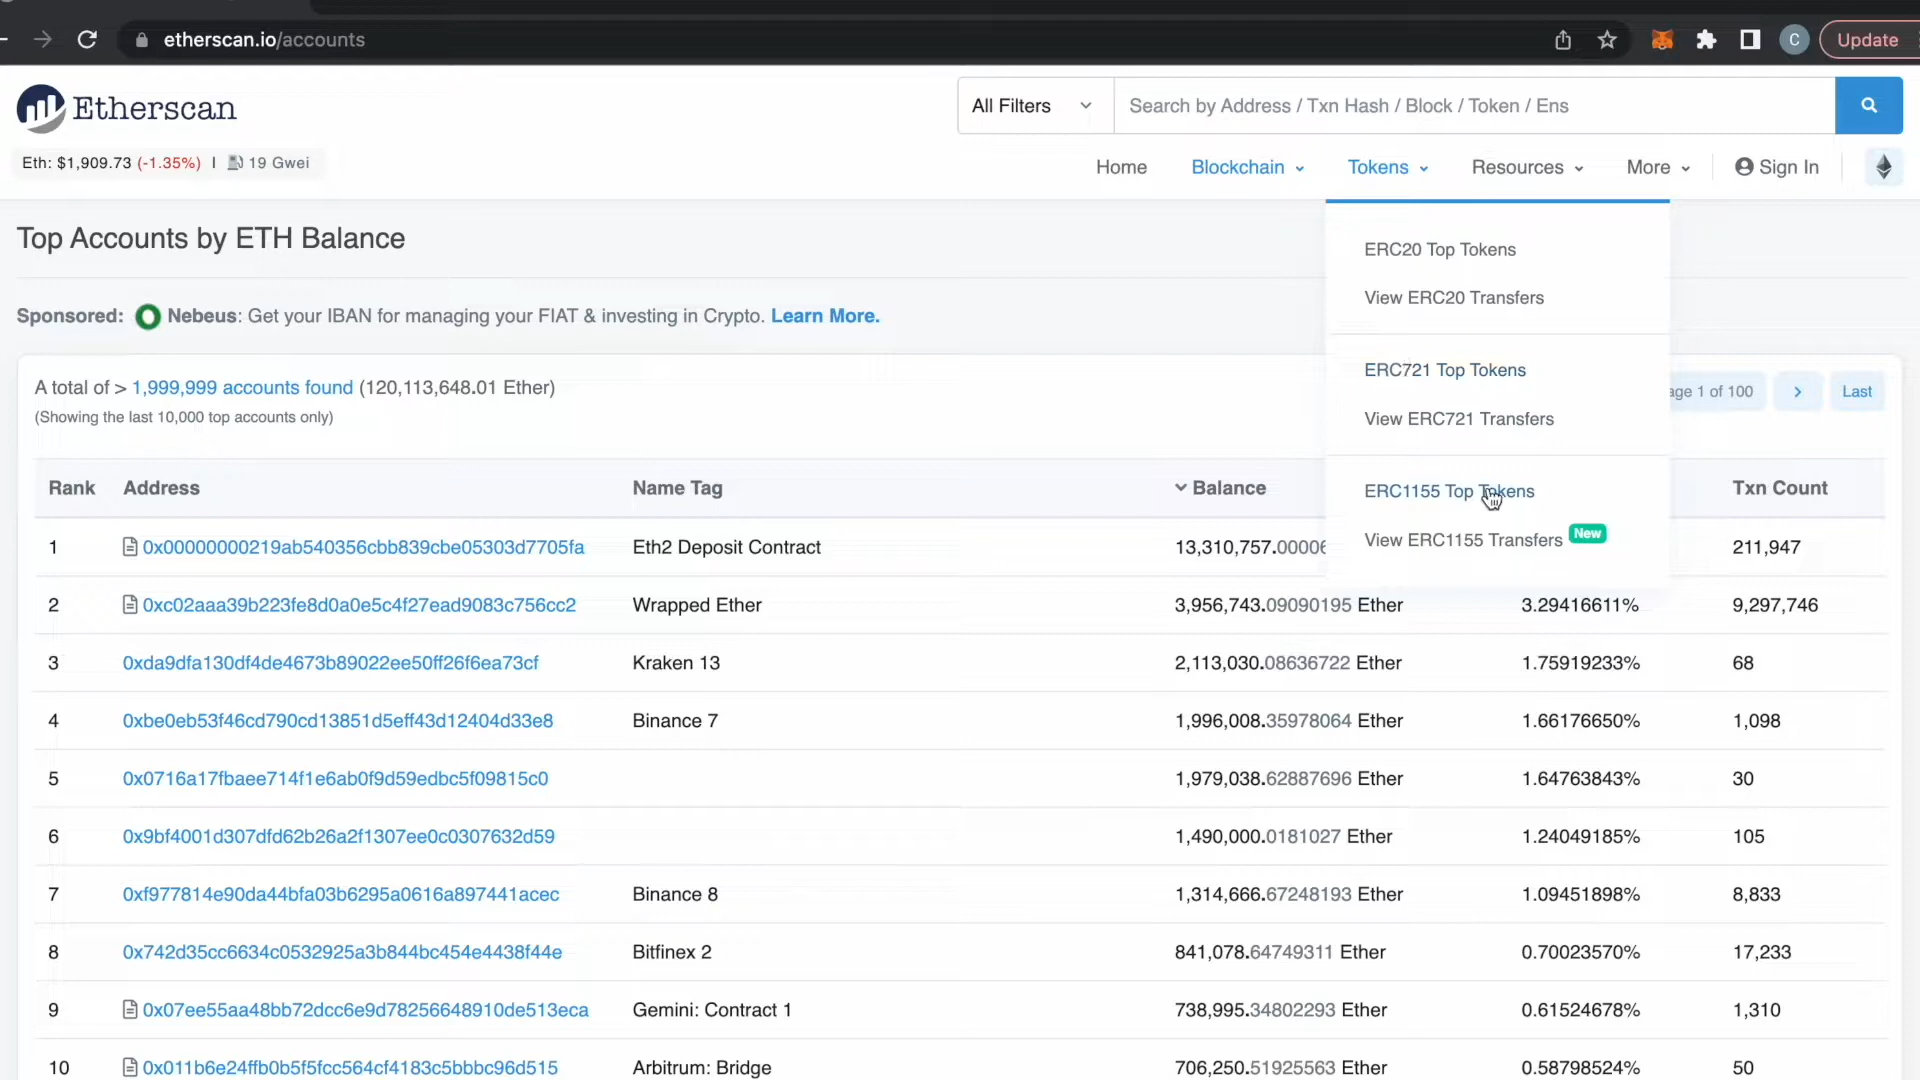 etherscan.io/accounts
C
Update
Etherscan
All Filters
Search by Address / Txn Hash / Block / Token / Ens
Eth: $1,909.73 (-1.35%) | 19 Gwei
Home Blockchain Tokens Resources More Sign In
Top Accounts by ETH Balance
ERC20 Top Tokens
View ERC20 Transfers
ERC721 Top Tokens
View ERC721 Transfers
ERC1155 Top Tokens
View ERC1155 Transfers New
Sponsored: Nebeus: Get your IBAN for managing your FIAT & investing in Crypto. Learn More.
A total of > 1,999,999 accounts found (120,113,648.01 Ether)
(Showing the last 10,000 top accounts only)
age 1 of 100 Last
Rank Address Name Tag Balance Txn Count
1 0x00000000219ab540356cbb839cbe05303d7705fa Eth2 Deposit Contract 13,310,757.00006 211,947
2 0xc02aaa39b223fe8d0a0e5c4f27ead9083c756cc2 Wrapped Ether 3,956,743.09090195 Ether 3.29416611% 9,297,746
3 0xda9dfa130df4de4673b89022ee50ff26f6ea73cf Kraken 13 2,113,030.08636722 Ether 1.75919233% 68
4 0xbe0eb53f46cd790cd13851d5eff43d12404d33e8 Binance 7 1,996,008.35978064 Ether 1.66176650% 1,098
5 0x0716a17fbaee714f1e6ab0f9d59edbc5f09815c0 1,979,038.62887696 Ether 1.64763843% 30
6 0x9bf4001d307dfd62b26a2f1307ee0c0307632d59 1,490,000.0181027 Ether 1.24049185% 105
7 0xf977814e90da44bfa03b6295a0616a897441acec Binance 8 1,314,666.67248193 Ether 1.09451898% 8,833
8 0x742d35cc6634c0532925a3b844bc454e4438f44e Bitfinex 2 841,078.64749311 Ether 0.70023570% 17,233
9 0x07ee55aa48bb72dcc6e9d78256648910de513eca Gemini: Contract 1 738,995.34802293 Ether 0.61524678% 1,310
10 0x011b6e24ffb0b5f5fcc564cf4183c5bbbc96d515 Arbitrum: Bridge 706,250.51925563 Ether 0.58798524% 50